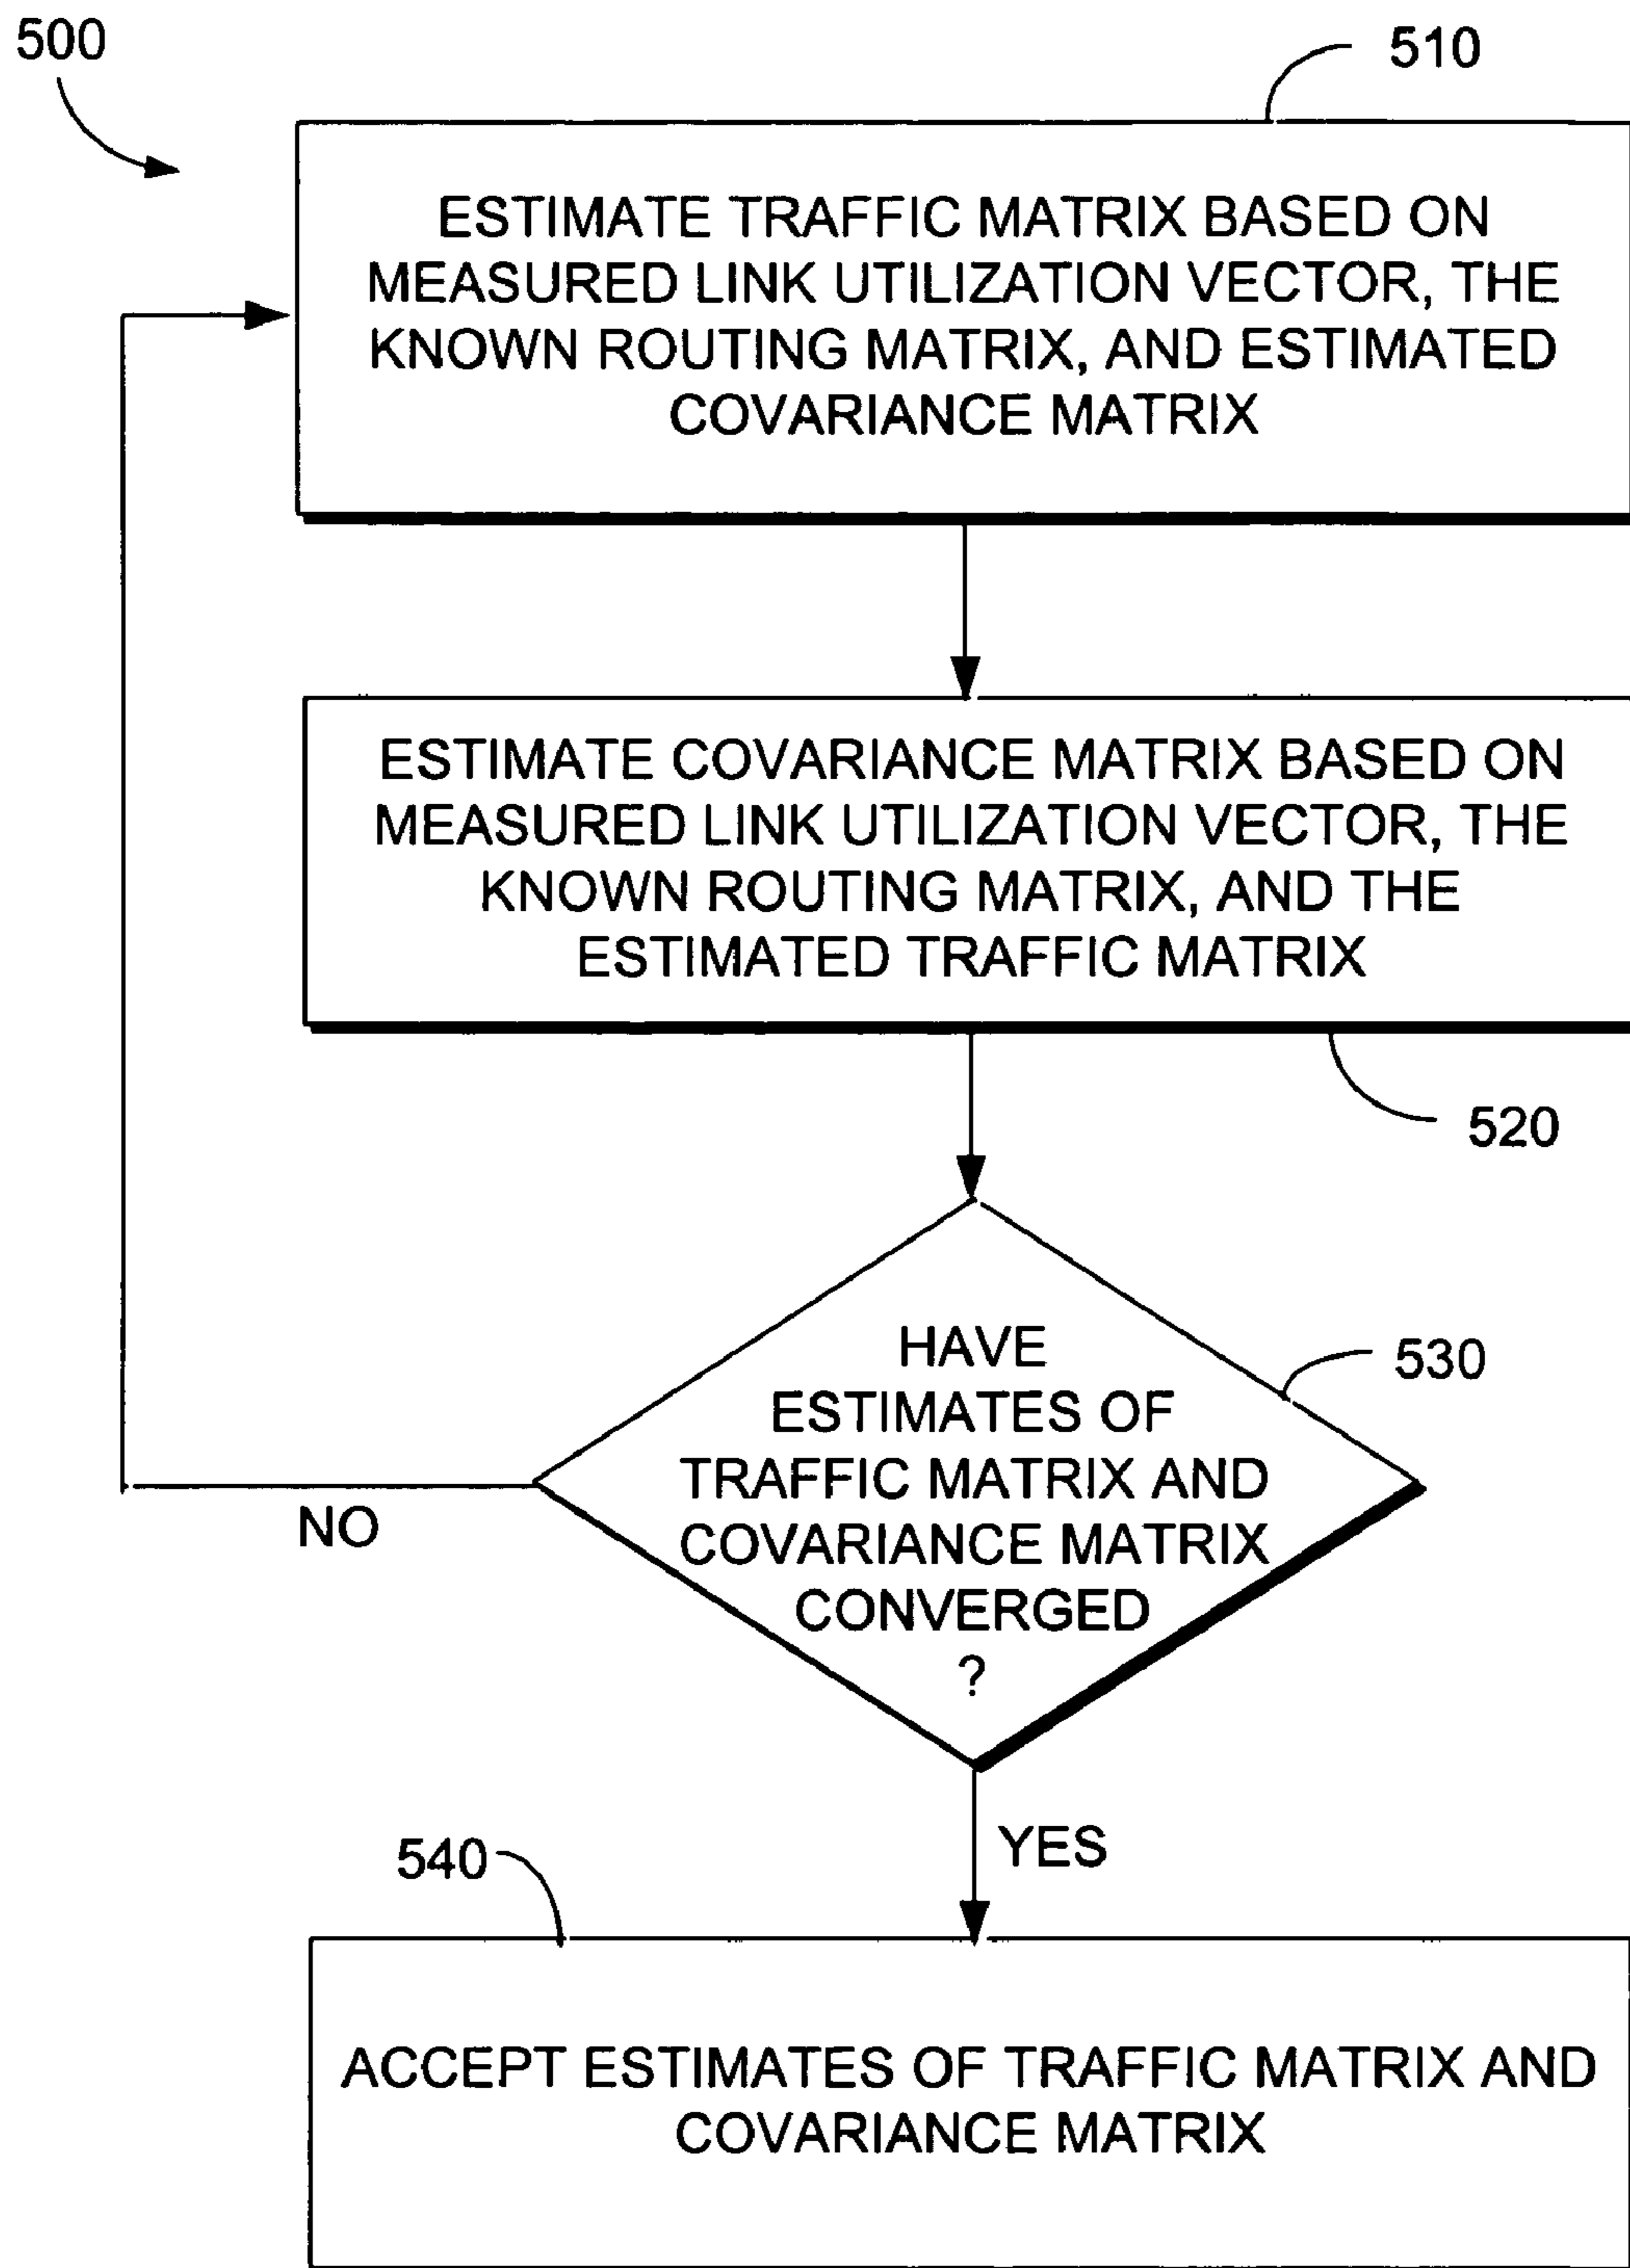 500
510
ESTIMATE TRAFFIC MATRIX BASED ON
MEASURED LINK UTILIZATION VECTOR, THE
KNOWN ROUTING MATRIX, AND ESTIMATED
COVARIANCE MATRIX
ESTIMATE COVARIANCE MATRIX BASED ON
MEASURED LINK UTILIZATION VECTOR, THE
KNOWN ROUTING MATRIX, AND THE
ESTIMATED TRAFFIC MATRIX
520
HAVE
ESTIMATES OF
TRAFFIC MATRIX AND
COVARIANCE MATRIX
CONVERGED
?
530
NO
YES
540
ACCEPT ESTIMATES OF TRAFFIC MATRIX AND
COVARIANCE MATRIX